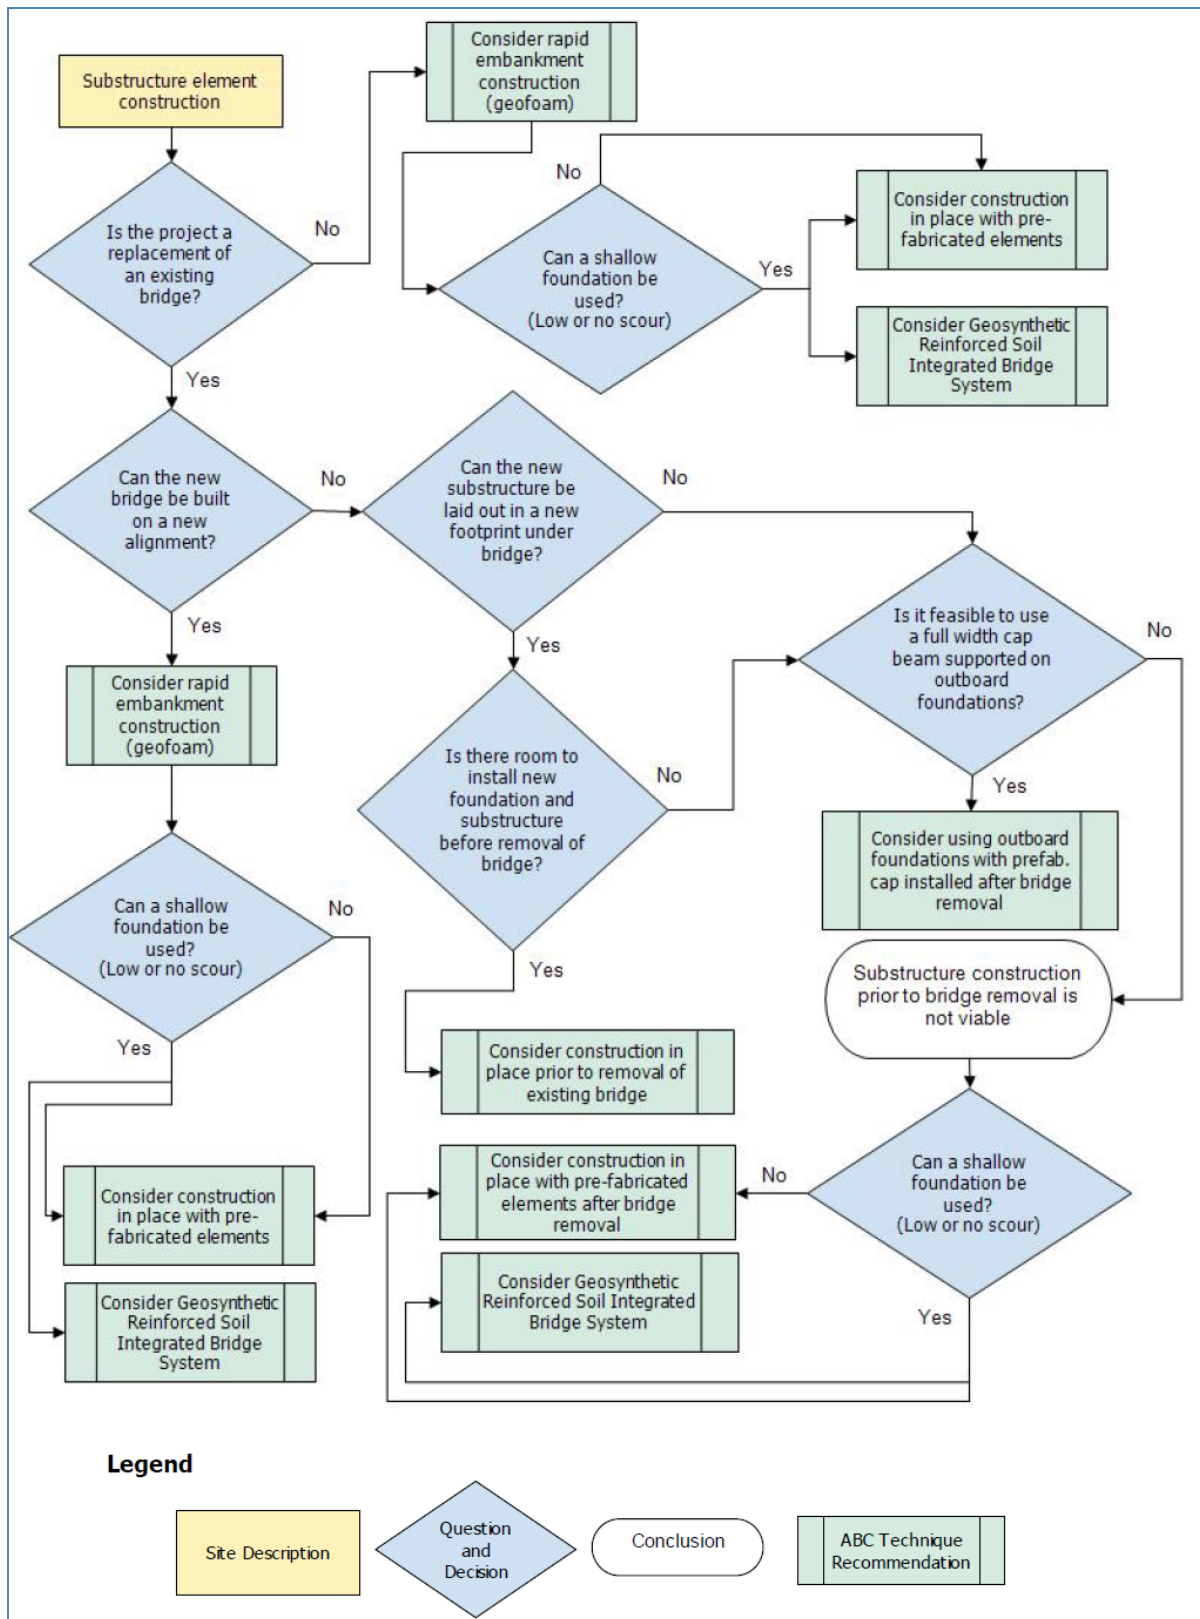 Substructure element
construction
Consider rapid
embankment
construction
(geofoam)
No
Is the project a
replacement of
an existing
bridge?
No
Can a shallow
foundation be
used?
(Low or no scour)
Yes
Consider construction
in place with pre-
fabricated elements
Consider Geosynthetic
Reinforced Soil
Integrated Bridge
System
Yes
Can the new
bridge be built
on a new
alignment?
No
Can the new
substructure be
laid out in a new
footprint under
bridge?
No
Yes
Yes
Is it feasible to use
a full width cap
beam supported on
outboard
foundations?
No
Consider rapid
embankment
construction
(geofoam)
Is there room to
install new
foundation and
substructure
before removal of
bridge?
No
Yes
Consider using outboard
foundations with prefab.
cap installed after bridge
removal
Can a shallow
foundation be
used?
(Low or no scour)
No
Yes
Yes
Substructure construction
prior to bridge removal is
not viable
Consider construction in
place prior to removal of
existing bridge
Consider construction in
place with pre-fabricated
elements after bridge
removal
No
Can a shallow
foundation be
used?
(Low or no scour)
Consider construction
in place with pre-
fabricated elements
Consider Geosynthetic
Reinforced Soil Integrated
Bridge System
Yes
Consider Geosynthetic
Reinforced Soil
Integrated Bridge
System
Legend
Site Description
Question
and
Decision
Conclusion
ABC Technique
Recommendation